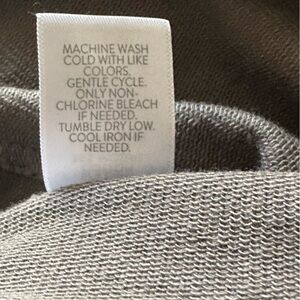 MACHINE WASH
COLD WITH LIKE
COLORS.
GENTLE CYCLE.
ONLY NON-
CHLORINE BLEACH
IF NEEDED.
TUMBLE DRY LOW.
COOL IRON IF
NEEDED.